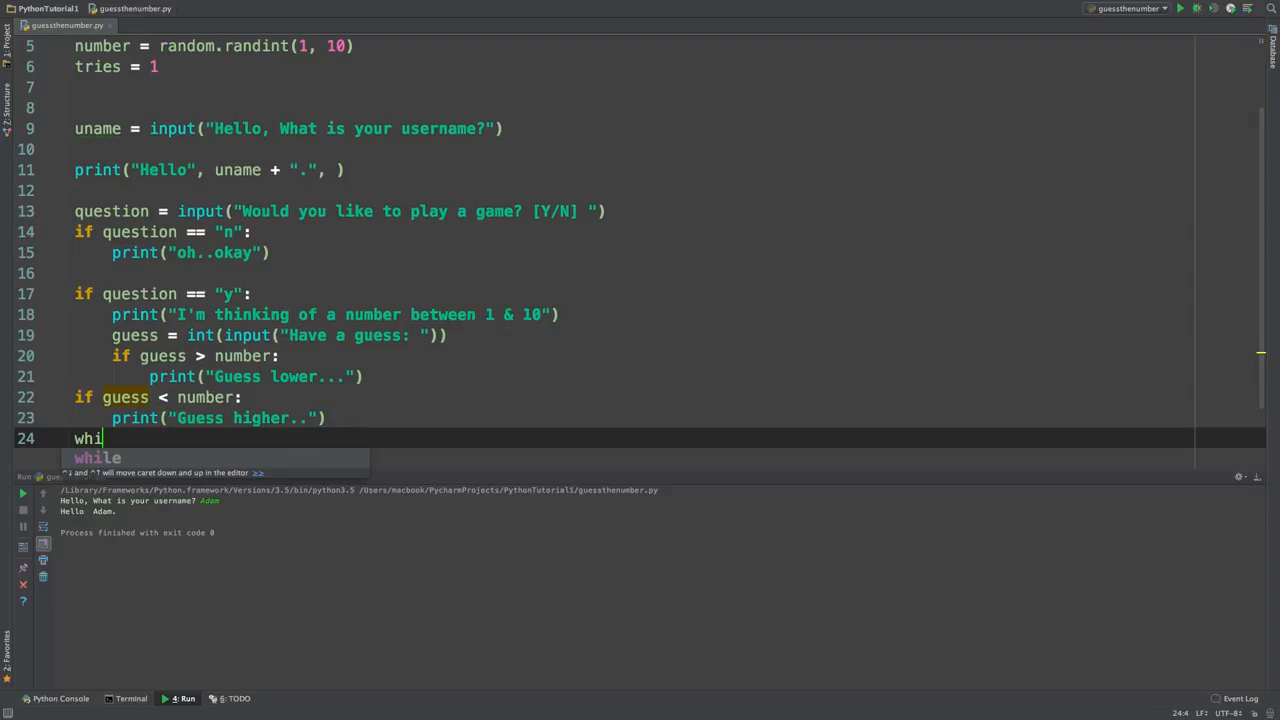 PythonTutorial1 guessthenumber.py guessthenumber
guessthenumber.py
1: Project
Z: Structure
2: Favorites
Database
5 number = random.randint(1, 10)
6 tries = 1
7
8
9 uname = input("Hello, What is your username?")
10
11 print("Hello", uname + ".", )
12
13 question = input("Would you like to play a game? [Y/N] ")
14 if question == "n":
15 print("oh..okay")
16
17 if question == "y":
18 print("I'm thinking of a number between 1 & 10")
19 guess = int(input("Have a guess: "))
20 if guess > number:
21 print("Guess lower...")
22 if guess < number:
23 print("Guess higher..")
24 whi
while
^↓ and ^↑ will move caret down and up in the editor >>
Run
/Library/Frameworks/Python.framework/Versions/3.5/bin/python3.5 /Users/macbook/PycharmProjects/PythonTutorial1/guessthenumber.py
Hello, What is your username? Adam
Hello  Adam.
Process finished with exit code 0
Python Console Terminal 4: Run 6: TODO Event Log
24:4 LF÷ UTF-8÷